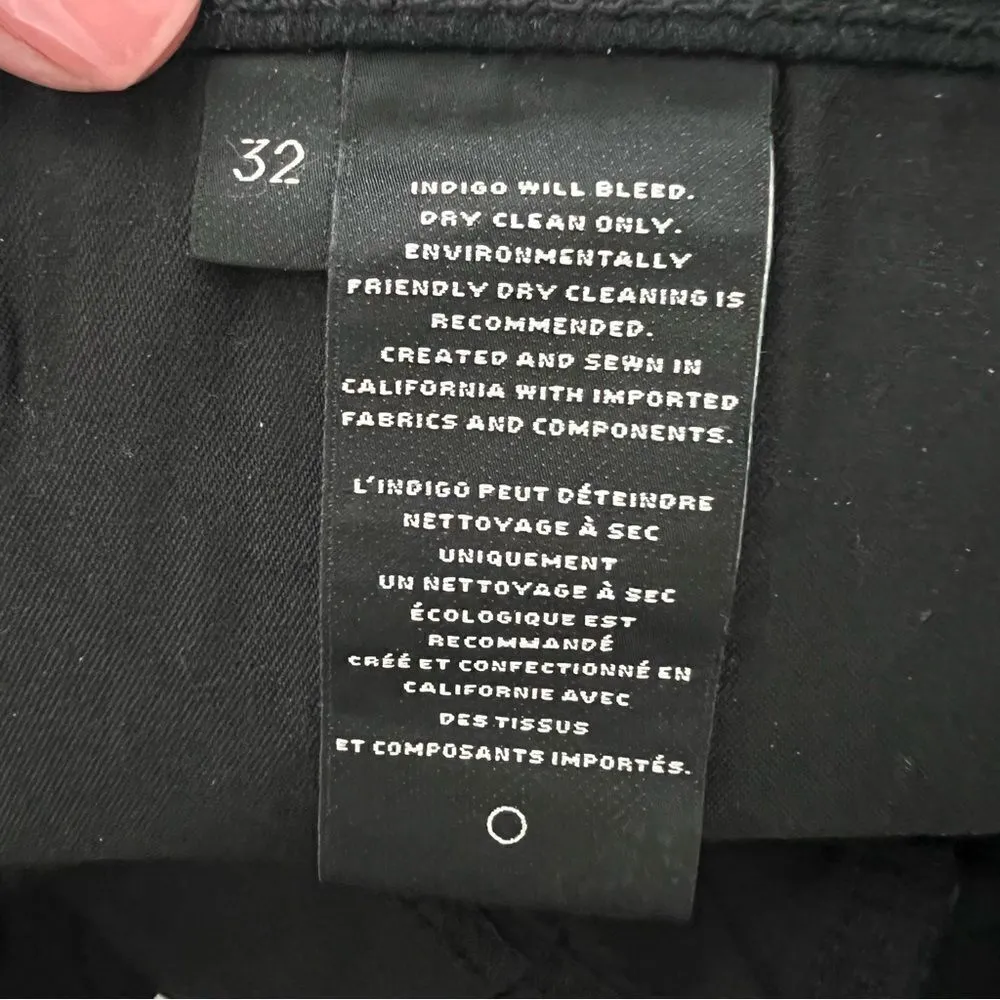 32
INDIGO WILL BLEED.
DRY CLEAN ONLY.
ENVIRONMENTALLY
FRIENDLY DRY CLEANING IS
RECOMMENDED.
CREATED AND SEWN IN
CALIFORNIA WITH IMPORTED
FABRICS AND COMPONENTS.
L'INDIGO PEUT DÉTEINDRE
NETTOYAGE À SEC
UNIQUEMENT
UN NETTOYAGE À SEC
ÉCOLOGIQUE EST
RECOMMANDÉ
CRÉÉ ET CONFECTIONNÉ EN
CALIFORNIE AVEC
DES TISSUS
ET COMPOSANTS IMPORTÉS.